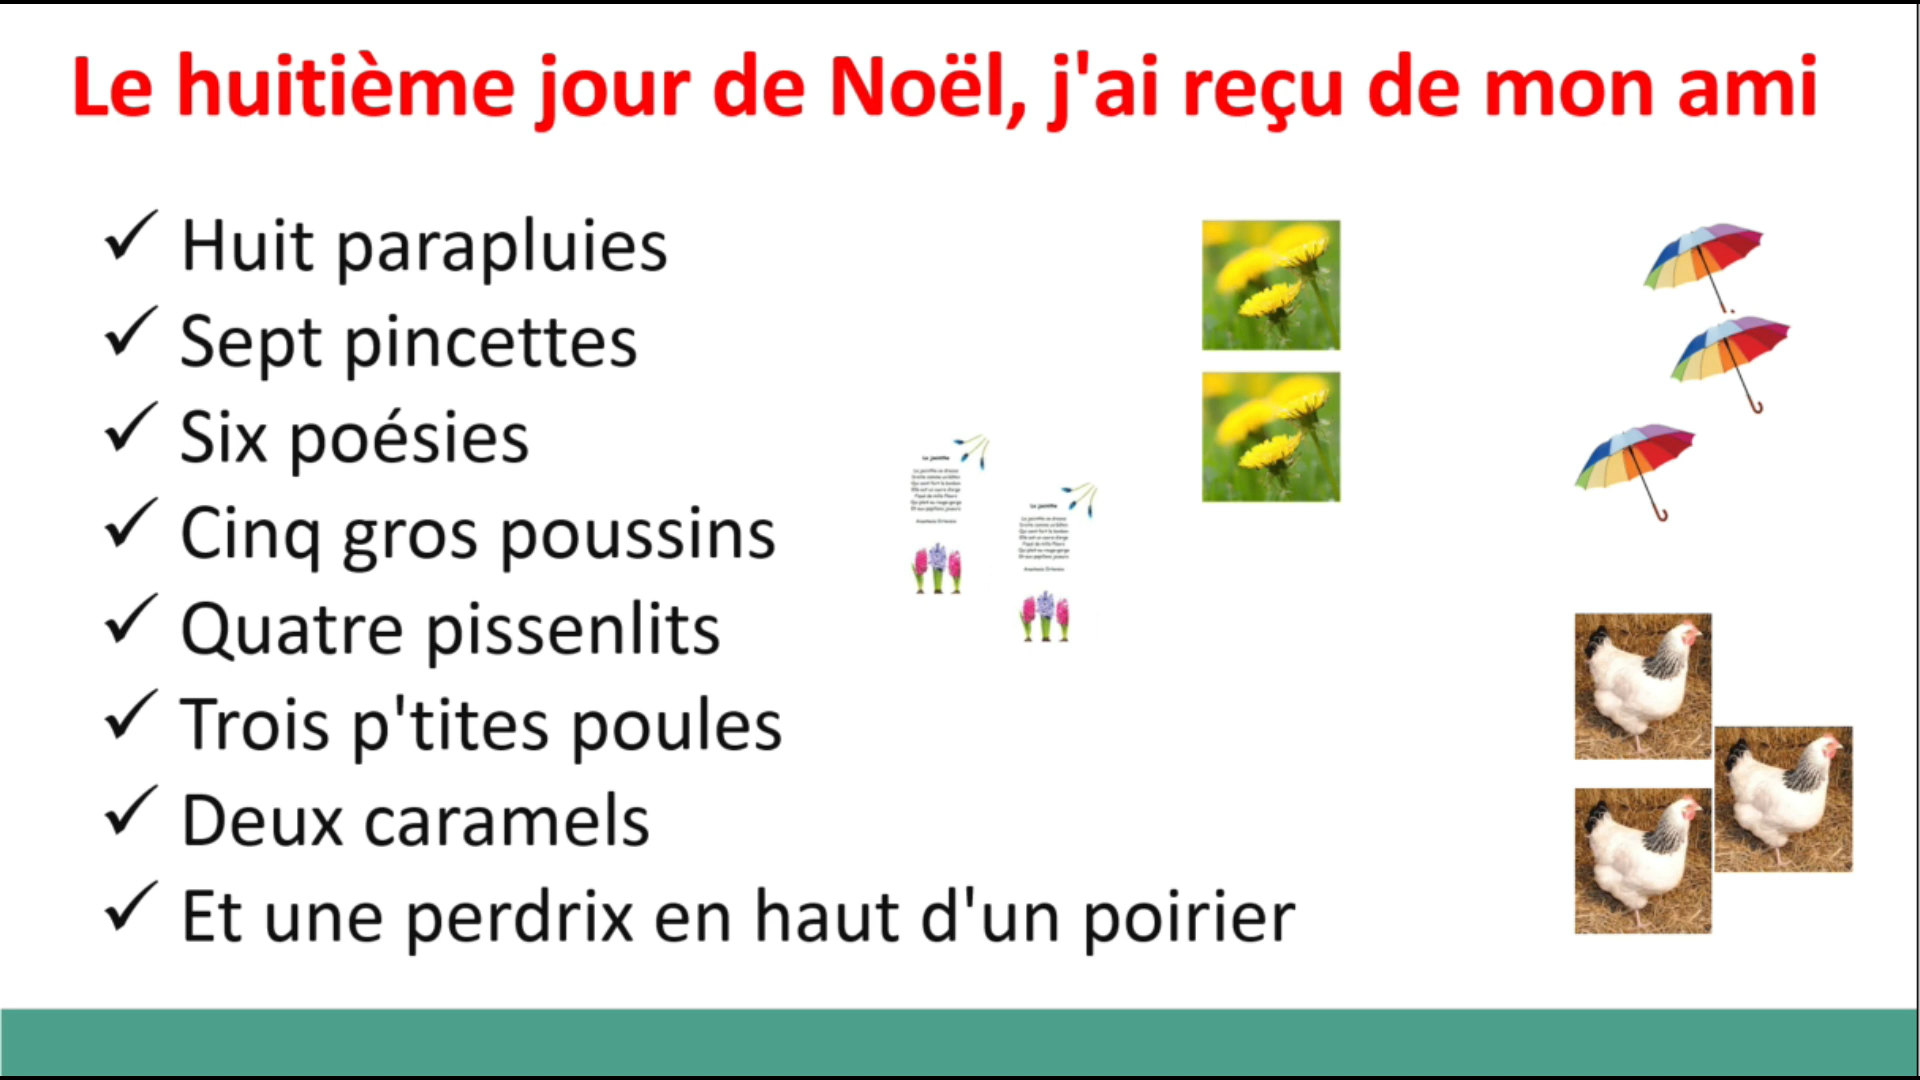 Le huitième jour de Noël, j'ai reçu de mon ami
✓ Huit parapluies
✓ Sept pincettes
✓ Six poésies
✓ Cinq gros poussins
✓ Quatre pissenlits
✓ Trois p'tites poules
✓ Deux caramels
✓ Et une perdrix en haut d'un poirier